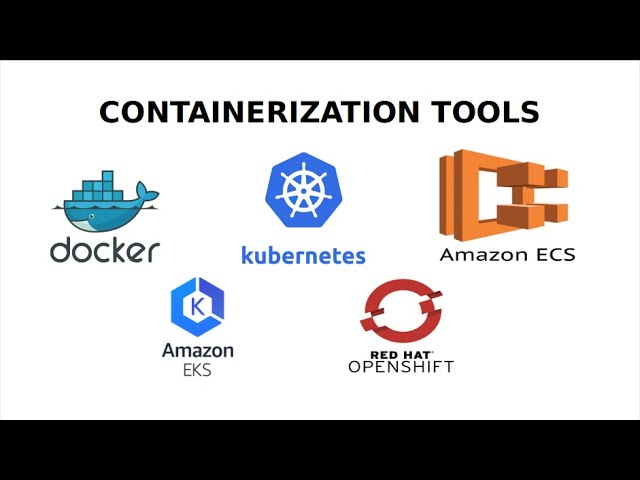 CONTAINERIZATION TOOLS
docker
kubernetes
Amazon ECS
K
Amazon
EKS
RED HAT®
OPENSHIFT